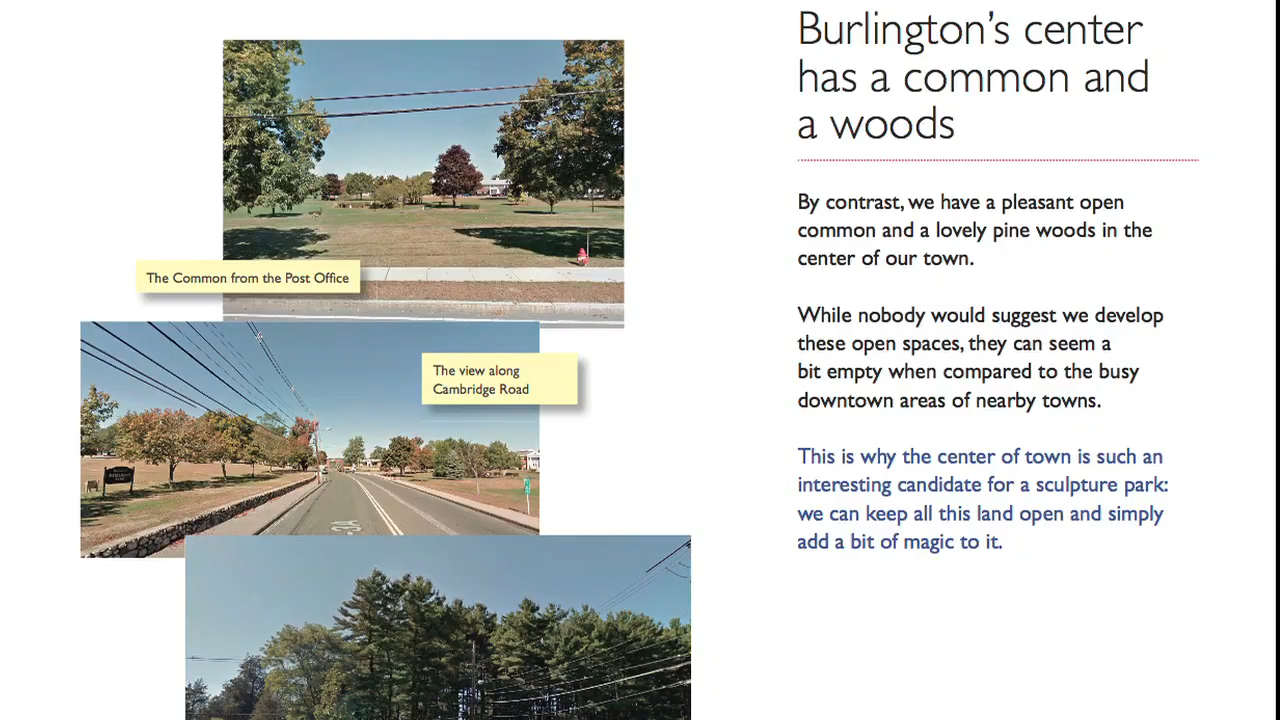 Burlington's center
has a common and
a woods
By contrast, we have a pleasant open
common and a lovely pine woods in the
center of our town.
While nobody would suggest we develop
these open spaces, they can seem a
bit empty when compared to the busy
downtown areas of nearby towns.
This is why the center of town is such an
interesting candidate for a sculpture park:
we can keep all this land open and simply
add a bit of magic to it.
The Common from the Post Office
The view along
Cambridge Road